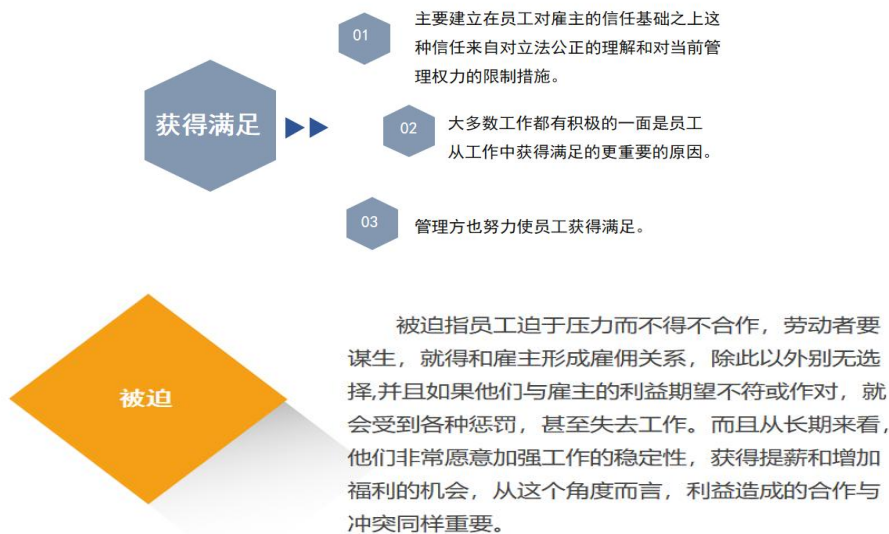 获得满足
01
主要建立在员工对雇主的信任基础之上这
种信任来自对立法公正的理解和对当前管
理权力的限制措施。
02
大多数工作都有积极的一面是员工
从工作中获得满足的更重要的原因。
03
管理方也努力使员工获得满足。
被迫
被迫指员工迫于压力而不得不合作，劳动者要
谋生，就得和雇主形成雇佣关系，除此以外别无选
择,并且如果他们与雇主的利益期望不符或作对，就
会受到各种惩罚，甚至失去工作。而且从长期来看，
他们非常愿意加强工作的稳定性，获得提薪和增加
福利的机会，从这个角度而言，利益造成的合作与
冲突同样重要。